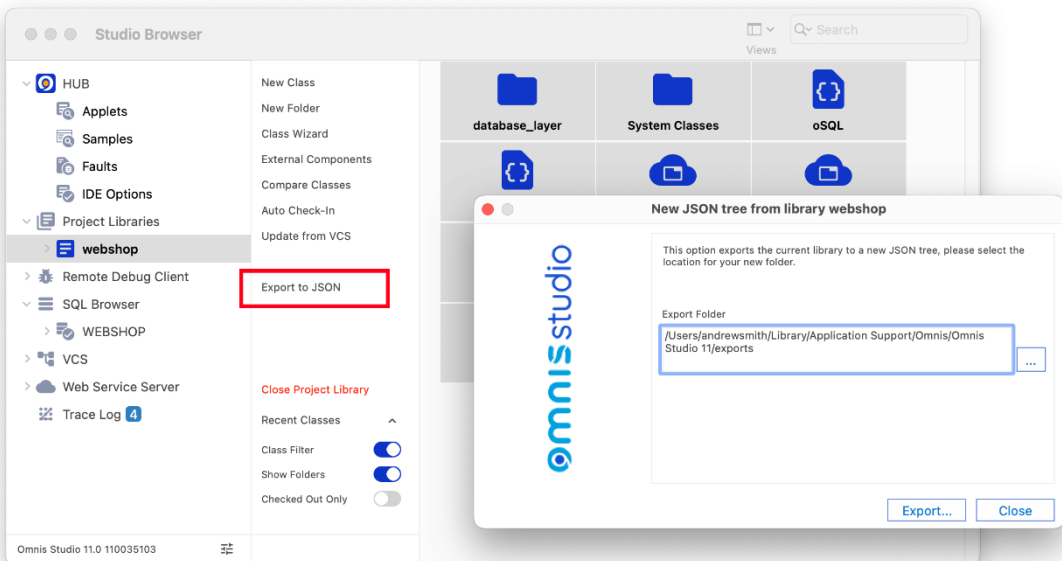 Studio Browser
Views
Search
HUB
Applets
Samples
Faults
IDE Options
Project Libraries
webshop
Remote Debug Client
SQL Browser
WEBSHOP
VCS
Web Service Server
Trace Log 4
Omnis Studio 11.0 110035103
New Class
New Folder
Class Wizard
External Components
Compare Classes
Auto Check-In
Update from VCS
Export to JSON
Close Project Library
Recent Classes
Class Filter
Show Folders
Checked Out Only
database_layer
System Classes
oSQL
New JSON tree from library webshop
omnisstudio
This option exports the current library to a new JSON tree, please select the
location for your new folder.
Export Folder
/Users/andrewsmith/Library/Application Support/Omnis/Omnis
Studio 11/exports
...
Export...
Close